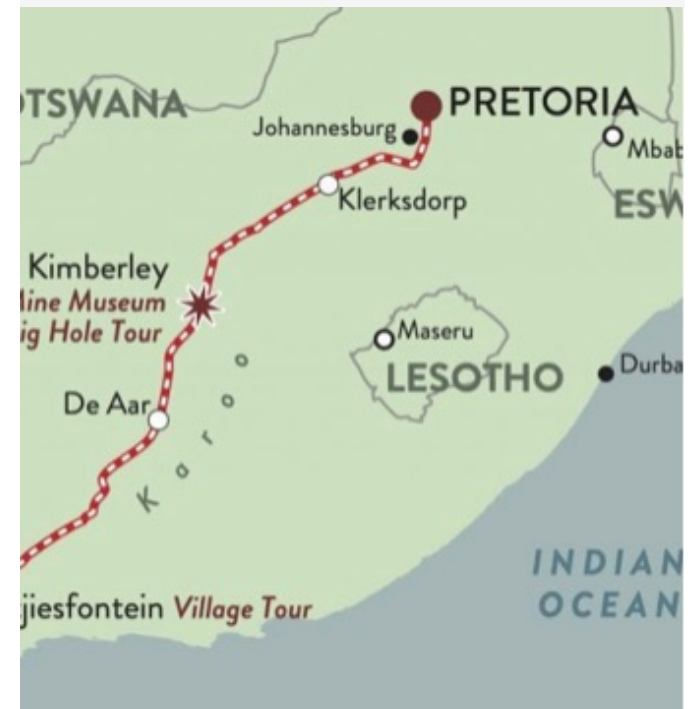 OTSWANA
PRETORIA
Johannesburg
Mbab
Klerksdorp
ESW
Kimberley
Mine Museum
ig Hole Tour
Maseru
LESOTHO
Durba
De Aar
Karoo
INDIAN
OCEAN
jiesfontein Village Tour